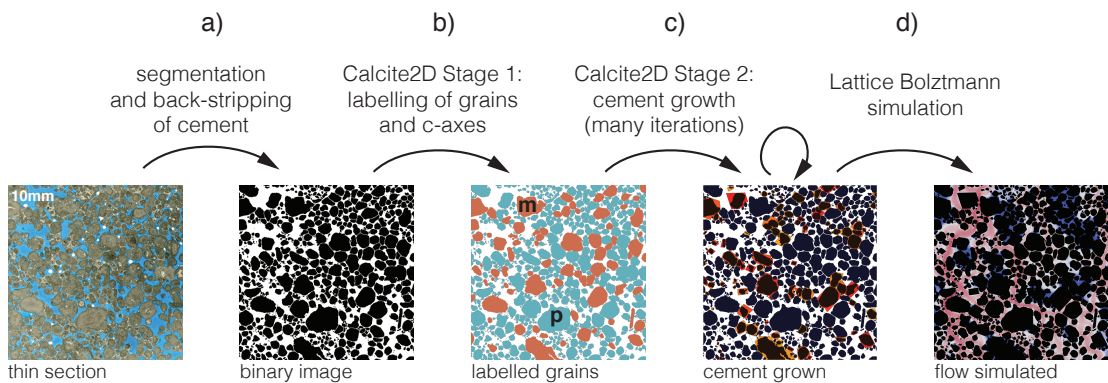 a)
b)
c)
d)
segmentation
and back-stripping
of cement
Calcite2D Stage 1:
labelling of grains
and c-axes
Calcite2D Stage 2:
cement growth
(many iterations)
Lattice Bolztmann
simulation
10mm
m
p
thin section
binary image
labelled grains
cement grown
flow simulated